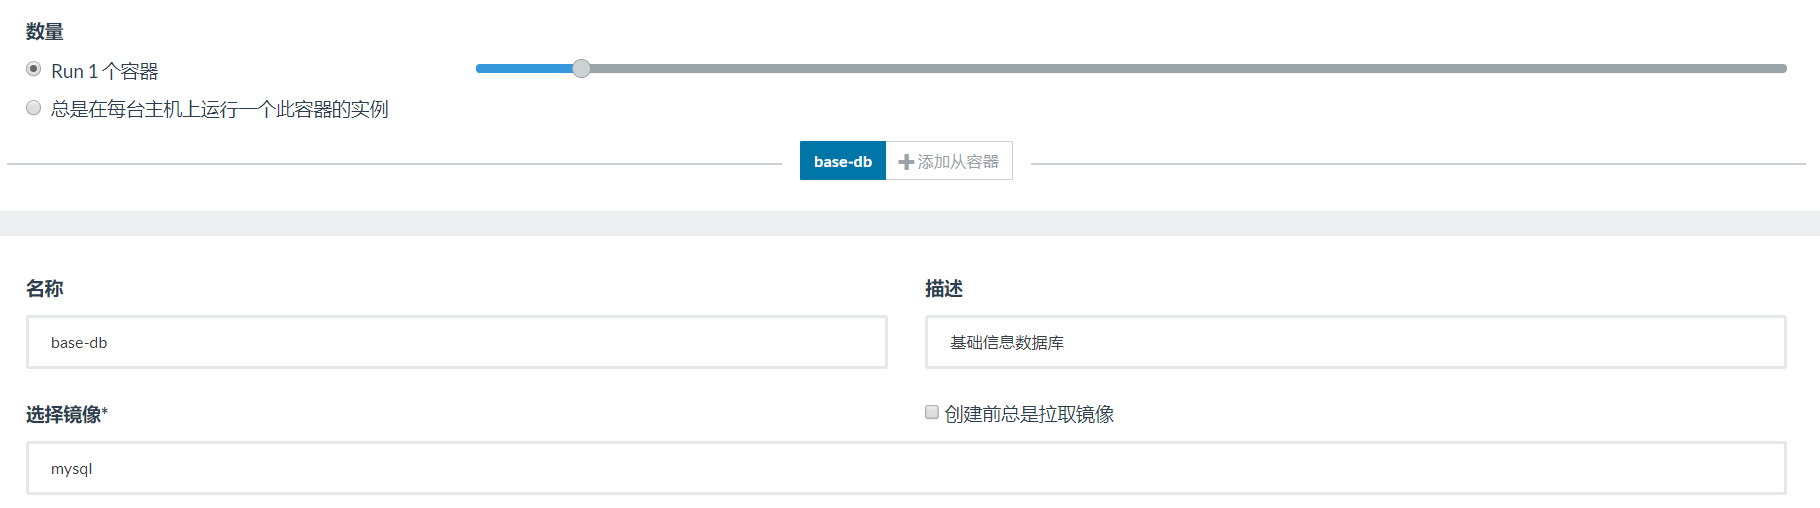 数量
Run 1 个容器
总是在每台主机上运行一个此容器的实例
base-db 添加从容器
名称 描述
base-db 基础信息数据库
选择镜像* 创建前总是拉取镜像
mysql